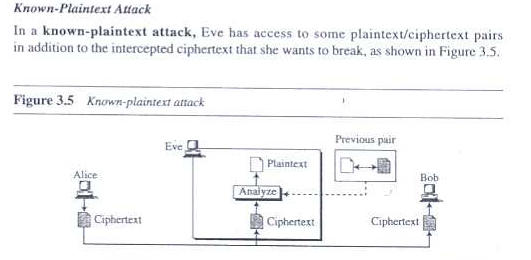 Known-Plaintext Attack
In a known-plaintext attack, Eve has access to some plaintext/ciphertext pairs
in addition to the intercepted ciphertext that she wants to break, as shown in Figure 3.5.
Figure 3.5 Known-plaintext attack
Previous pair
Eve
Plaintext
Alice
Bob
Analyze
Ciphertext
Ciphertext
Ciphertext